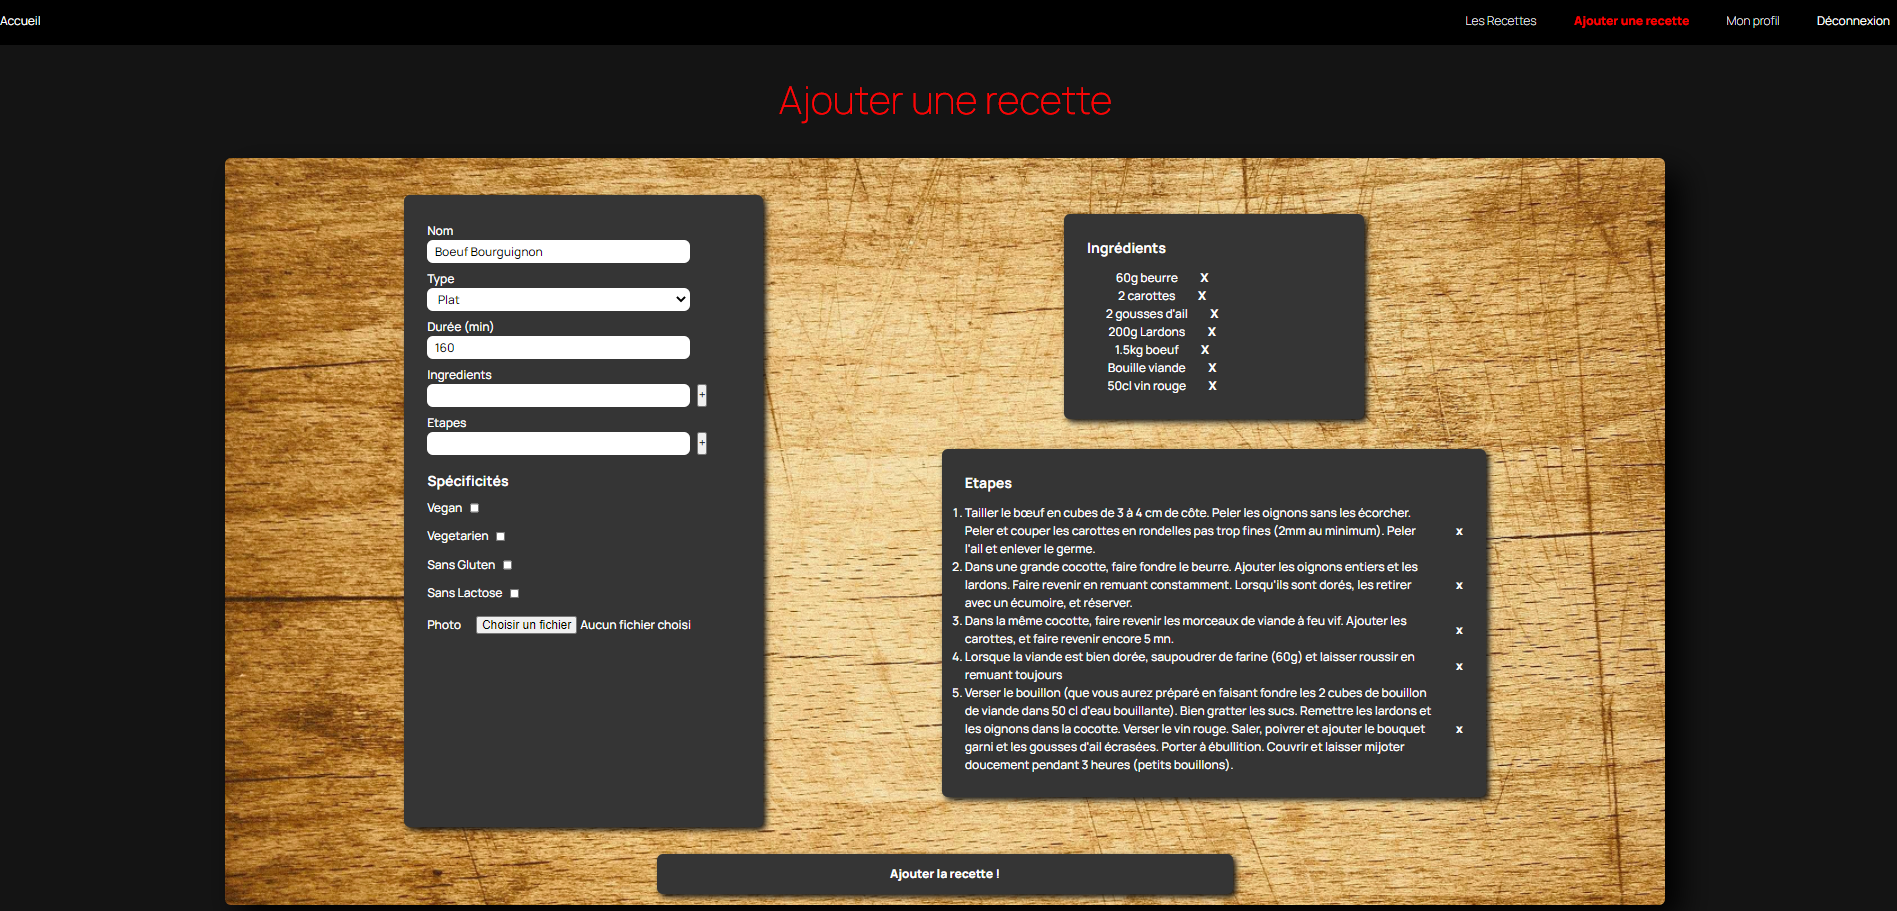 Accueil
Les Recettes
Ajouter une recette
Mon profil
Déconnexion
Ajouter une recette
Nom
Boeuf Bourguignon
Type
Plat
Durée (min)
160
Ingredients
+
Etapes
+
Spécificités
Vegan
Vegetarien
Sans Gluten
Sans Lactose
Photo Choisir un fichier Aucun fichier choisi
Ingrédients
60g beurre X
2 carottes X
2 gousses d'ail X
200g Lardons X
1.5kg boeuf X
Bouille viande X
50cl vin rouge X
Etapes
1. Tailler le bœuf en cubes de 3 à 4 cm de côte. Peler les oignons sans les écorcher.
Peler et couper les carottes en rondelles pas trop fines (2mm au minimum). Peler x
l'ail et enlever le germe.
2. Dans une grande cocotte, faire fondre le beurre. Ajouter les oignons entiers et les
lardons. Faire revenir en remuant constamment. Lorsqu'ils sont dorés, les retirer x
avec un écumoire, et réserver.
3. Dans la même cocotte, faire revenir les morceaux de viande à feu vif. Ajouter les
carottes, et faire revenir encore 5 mn. x
4. Lorsque la viande est bien dorée, saupoudrer de farine (60g) et laisser roussir en
remuant toujours x
5. Verser le bouillon (que vous aurez préparé en faisant fondre les 2 cubes de bouillon
de viande dans 50 cl d'eau bouillante). Bien gratter les sucs. Remettre les lardons et
les oignons dans la cocotte. Verser le vin rouge. Saler, poivrer et ajouter le bouquet x
garni et les gousses d'ail écrasées. Porter à ébullition. Couvrir et laisser mijoter
doucement pendant 3 heures (petits bouillons).
Ajouter la recette !